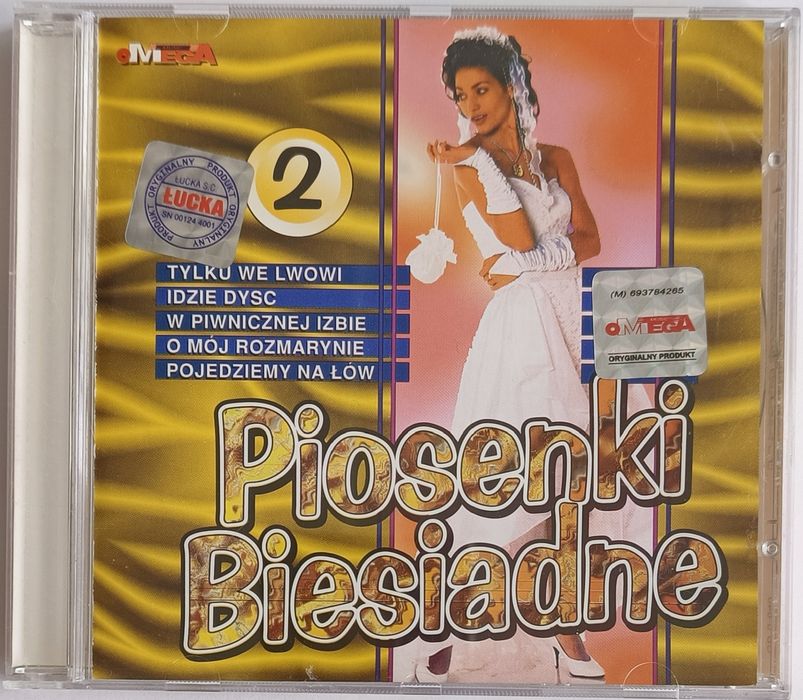 OMEGA
2
ORYGINALNY PRODUKT ORYGINALNY PRODUKT
ŁUCKA S.C.
ŁUCKA
SN 00124 4001
TYLKU WE LWOWI
IDZIE DYSC
W PIWNICZNEJ IZBIE
O MÓJ ROZMARYNIE
POJEDZIEMY NA ŁÓW
(M) 693784265
OMEGA
ORYGINALNY PRODUKT
Piosenki
Biesiadne